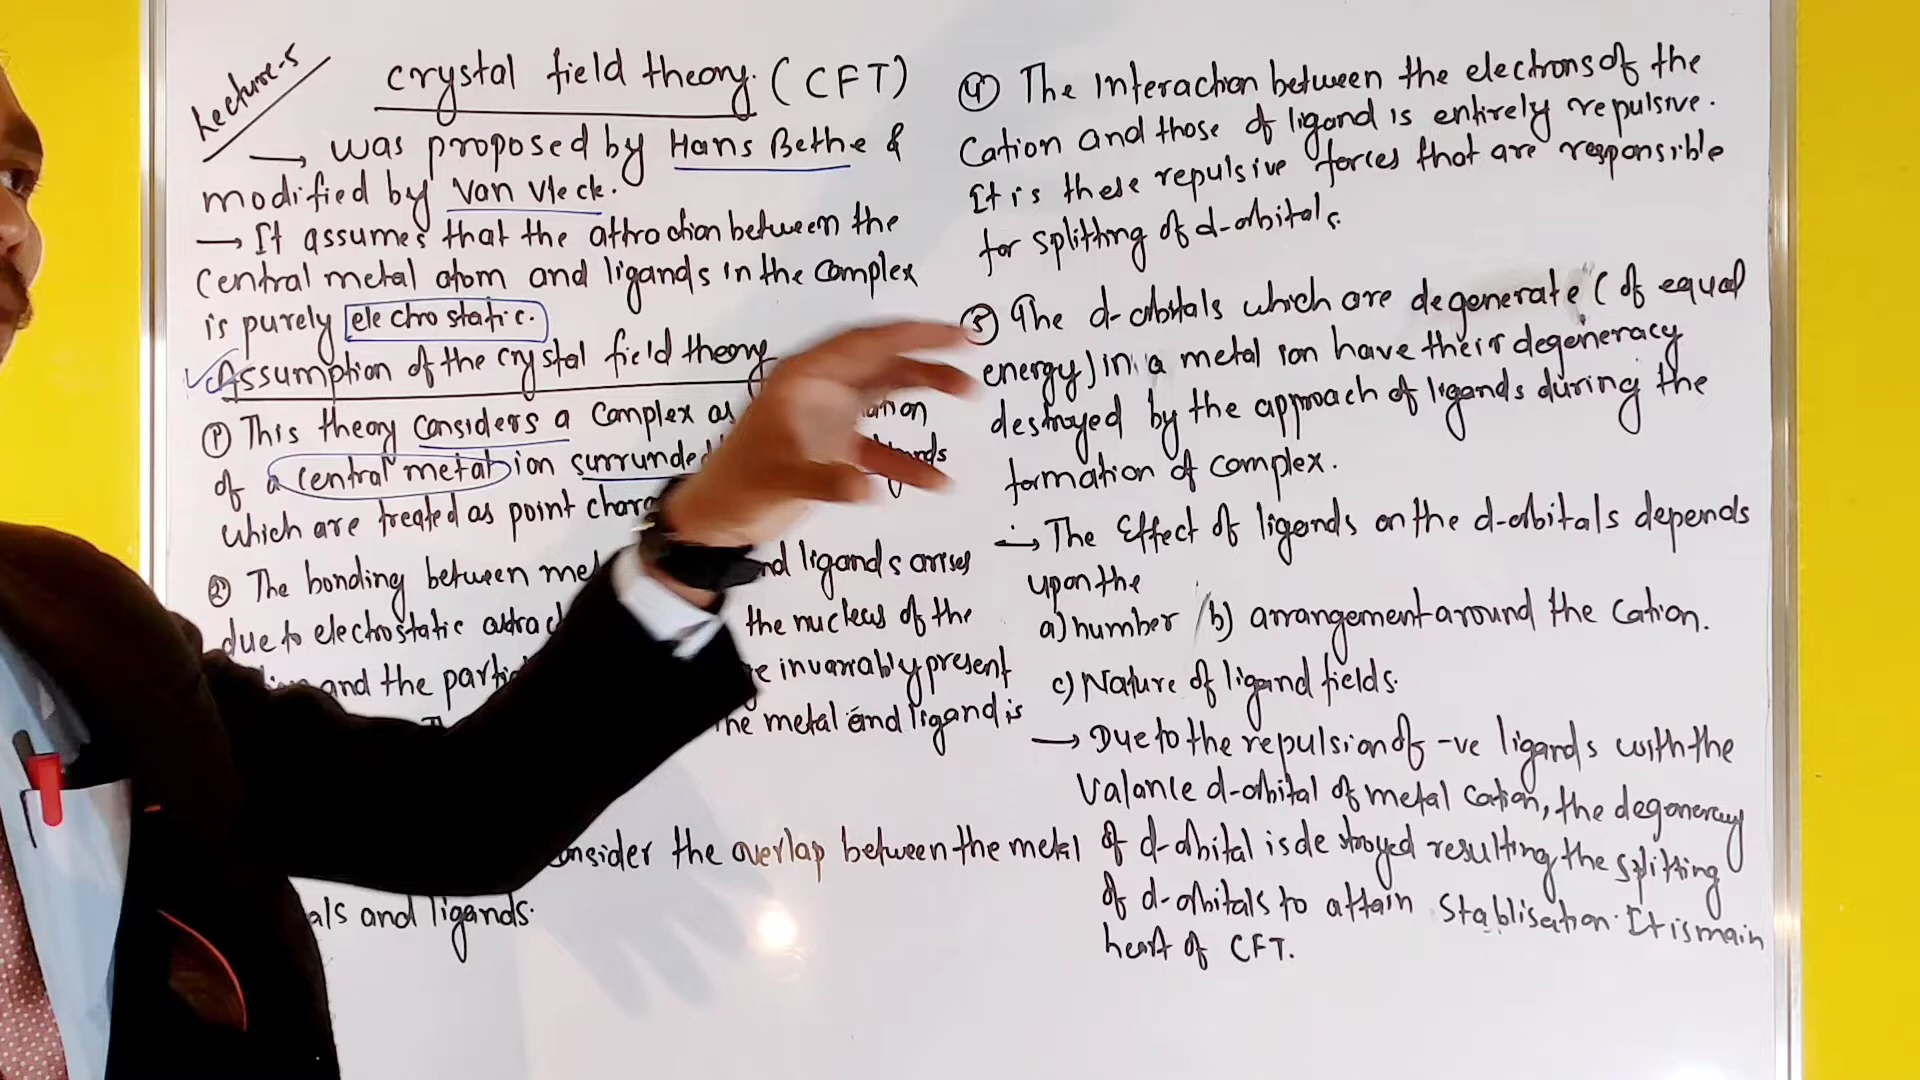 Lecture-5
Crystal field theory. (CFT)
→ was proposed by Hans Bethe &
modified by Van Vleck.
→ It assumes that the attraction between the
Central metal atom and ligands in the complex
is purely electrostatic.
Assumption of the crystal field theory
① This theory considers a complex as
of a central metal ion surrunded
which are treated as point
② The bonding between and ligands arises
due to electrostatic the nucleus of the
and the invarrably present
the metal and ligand is
consider the overlap between the metal
and ligands.
④ The Interaction between the electrons of the
Cation and those of ligand is entirely repulsive.
It is these repulsive forces that are responsible
for splitting of d-orbitals.
⑤ The d-orbitals which are degenerate (of equal
energy) in a metal ion have their degeneracy
destroyed by the approach of ligands during the
formation of complex.
→ The Effect of ligands on the d-orbitals depends
upon the
a) number / b) arrangement around the Cation.
c) Nature of ligand fields.
→ Due to the repulsion of -ve ligands with the
Valance d-orbital of metal Cation, the degeneracy
of d-orbital is destroyed resulting the splitting
of d-orbitals to attain Stablisation. It is main
heart of CFT.